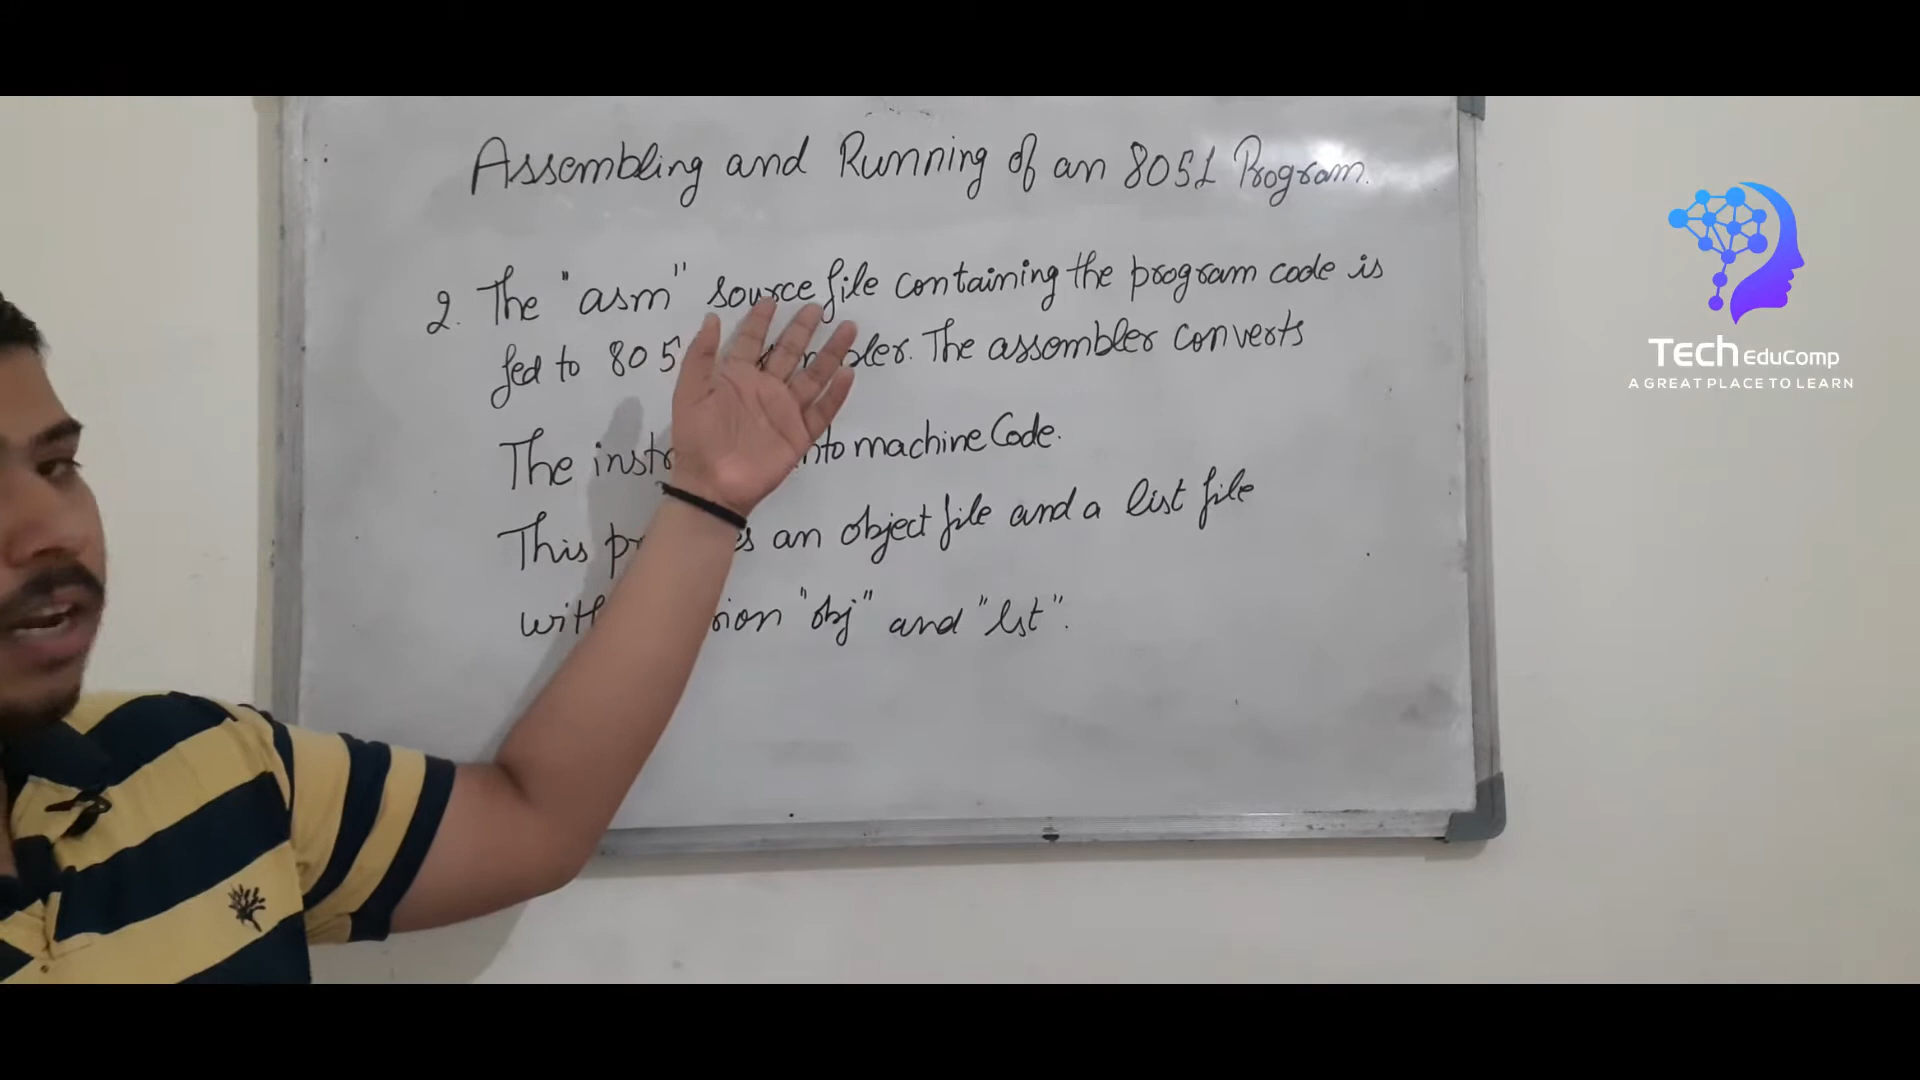 Assembling and Running of an 8051 Program.
2. The "asm" source file containing the program code is
fed to 805 The assembler converts
The into machine Code.
This an object file and a list file
with "obj" and "lst".
Tech EduComp
A GREAT PLACE TO LEARN